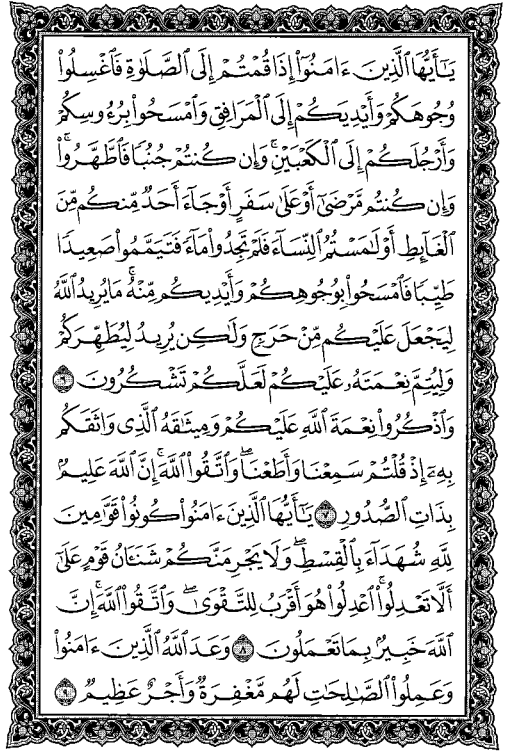 يَٰٓأَيُّهَا ٱلَّذِينَ ءَامَنُوٓاْ إِذَا قُمۡتُمۡ إِلَى ٱلصَّلَوٰةِ فَٱغۡسِلُواْ
وُجُوهَكُمۡ وَأَيۡدِيَكُمۡ إِلَى ٱلۡمَرَافِقِ وَٱمۡسَحُواْ بِرُءُوسِكُمۡ
وَأَرۡجُلَكُمۡ إِلَى ٱلۡكَعۡبَيۡنِۚ وَإِن كُنتُمۡ جُنُبٗا فَٱطَّهَّرُواْۚ
وَإِن كُنتُم مَّرۡضَىٰٓ أَوۡ عَلَىٰ سَفَرٍ أَوۡ جَآءَ أَحَدٞ مِّنكُم مِّنَ
ٱلۡغَآئِطِ أَوۡ لَٰمَسۡتُمُ ٱلنِّسَآءَ فَلَمۡ تَجِدُواْ مَآءٗ فَتَيَمَّمُواْ صَعِيدٗا
طَيِّبٗا فَٱمۡسَحُواْ بِوُجُوهِكُمۡ وَأَيۡدِيكُم مِّنۡهُۚ مَا يُرِيدُ ٱللَّهُ
لِيَجۡعَلَ عَلَيۡكُم مِّنۡ حَرَجٖ وَلَٰكِن يُرِيدُ لِيُطَهِّرَكُمۡ
وَلِيُتِمَّ نِعۡمَتَهُۥ عَلَيۡكُمۡ لَعَلَّكُمۡ تَشۡكُرُونَ ٦
وَٱذۡكُرُواْ نِعۡمَةَ ٱللَّهِ عَلَيۡكُمۡ وَمِيثَٰقَهُ ٱلَّذِي وَاثَقَكُم
بِهِۦٓ إِذۡ قُلۡتُمۡ سَمِعۡنَا وَأَطَعۡنَاۖ وَٱتَّقُواْ ٱللَّهَۚ إِنَّ ٱللَّهَ عَلِيمُۢ
بِذَاتِ ٱلصُّدُورِ ٧ يَٰٓأَيُّهَا ٱلَّذِينَ ءَامَنُواْ كُونُواْ قَوَّٰمِينَ
لِلَّهِ شُهَدَآءَ بِٱلۡقِسۡطِۖ وَلَا يَجۡرِمَنَّكُمۡ شَنَـَٔانُ قَوۡمٍ عَلَىٰٓ
أَلَّا تَعۡدِلُواْۚ ٱعۡدِلُواْ هُوَ أَقۡرَبُ لِلتَّقۡوَىٰۖ وَٱتَّقُواْ ٱللَّهَۚ إِنَّ
ٱللَّهَ خَبِيرُۢ بِمَا تَعۡمَلُونَ ٨ وَعَدَ ٱللَّهُ ٱلَّذِينَ ءَامَنُواْ
وَعَمِلُواْ ٱلصَّٰلِحَٰتِ لَهُم مَّغۡفِرَةٞ وَأَجۡرٌ عَظِيمٞ ٩